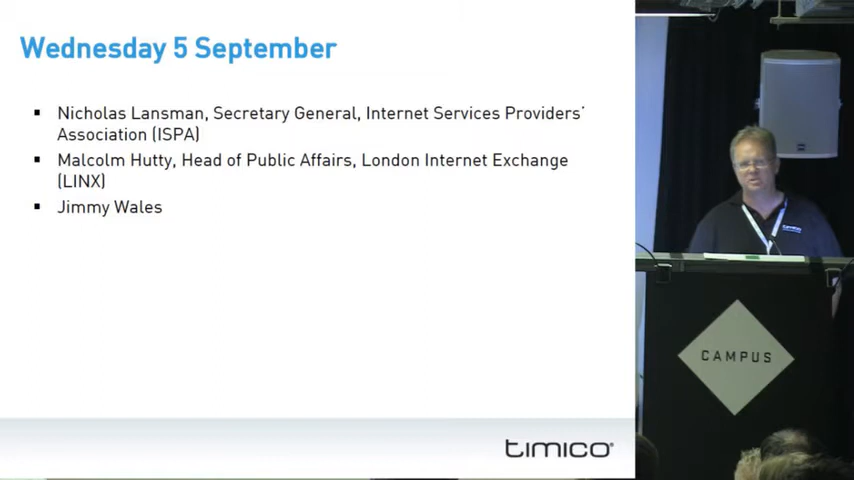 Wednesday 5 September
▪ Nicholas Lansman, Secretary General, Internet Services Providers´
Association (ISPA)
▪ Malcolm Hutty, Head of Public Affairs, London Internet Exchange
(LINX)
▪ Jimmy Wales
timico®
timico
CAMPUS